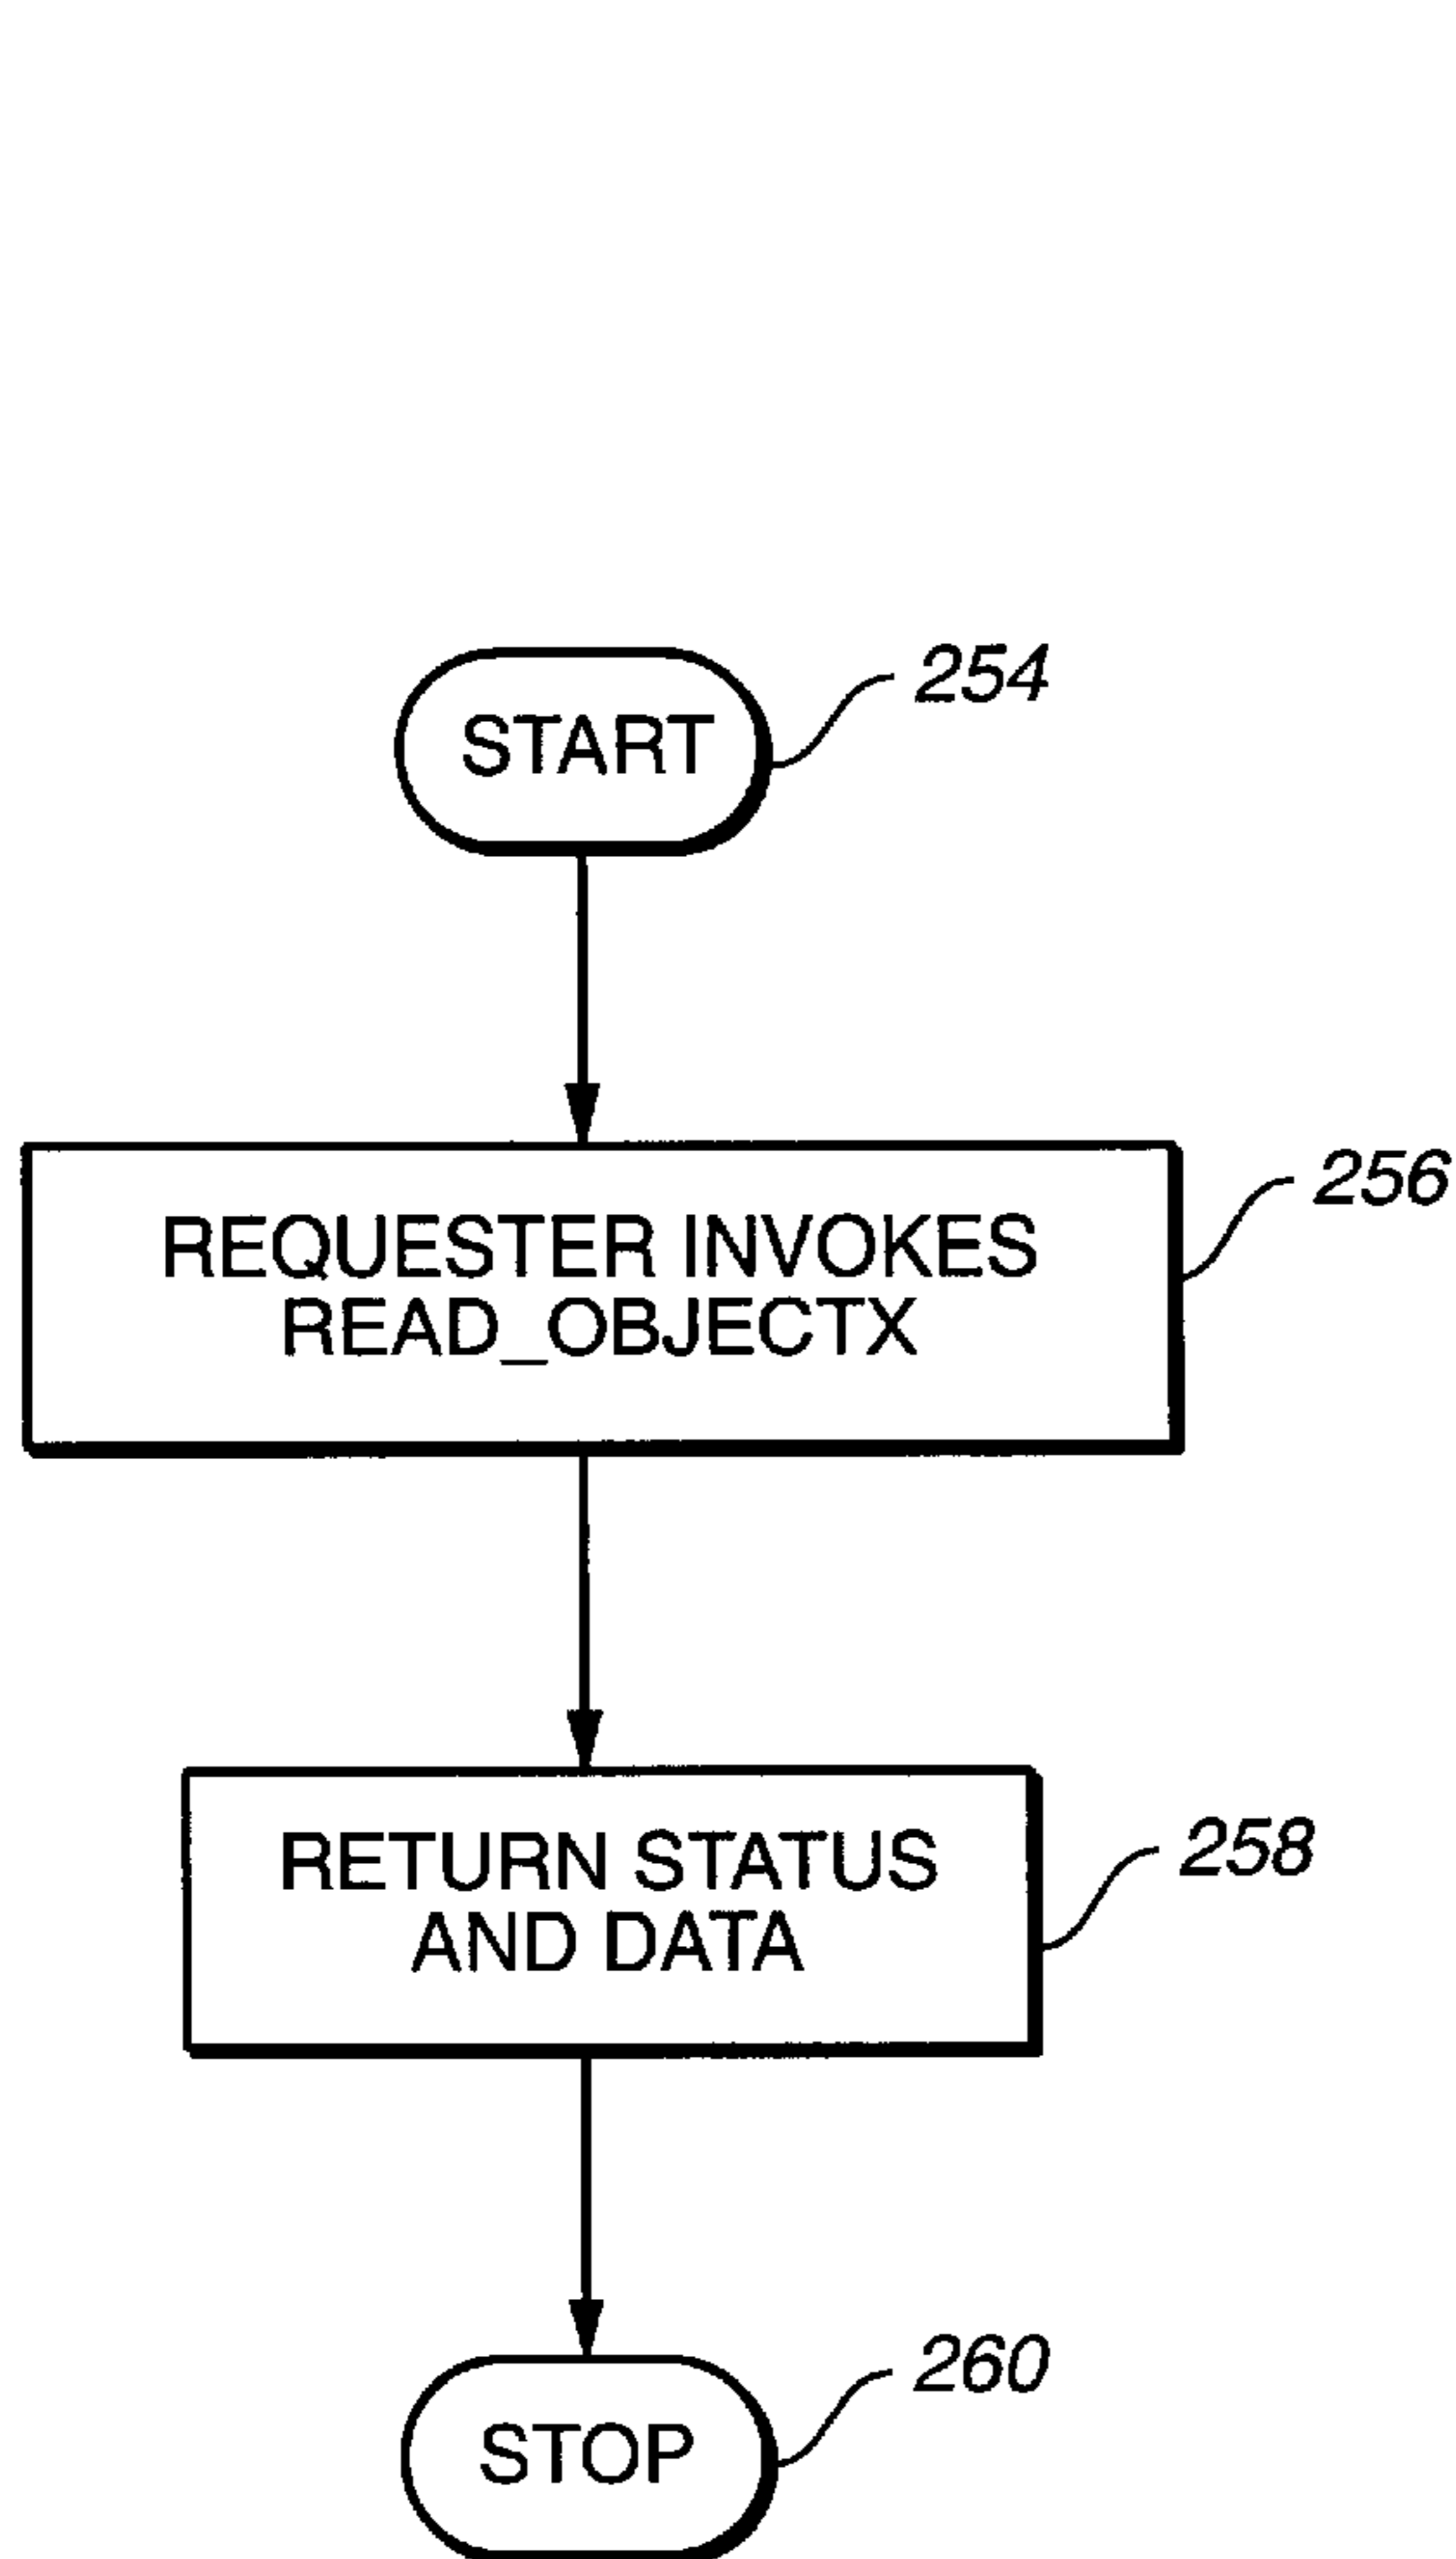 START
254
REQUESTER INVOKES
READ_OBJECTX
256
RETURN STATUS
AND DATA
258
STOP
260